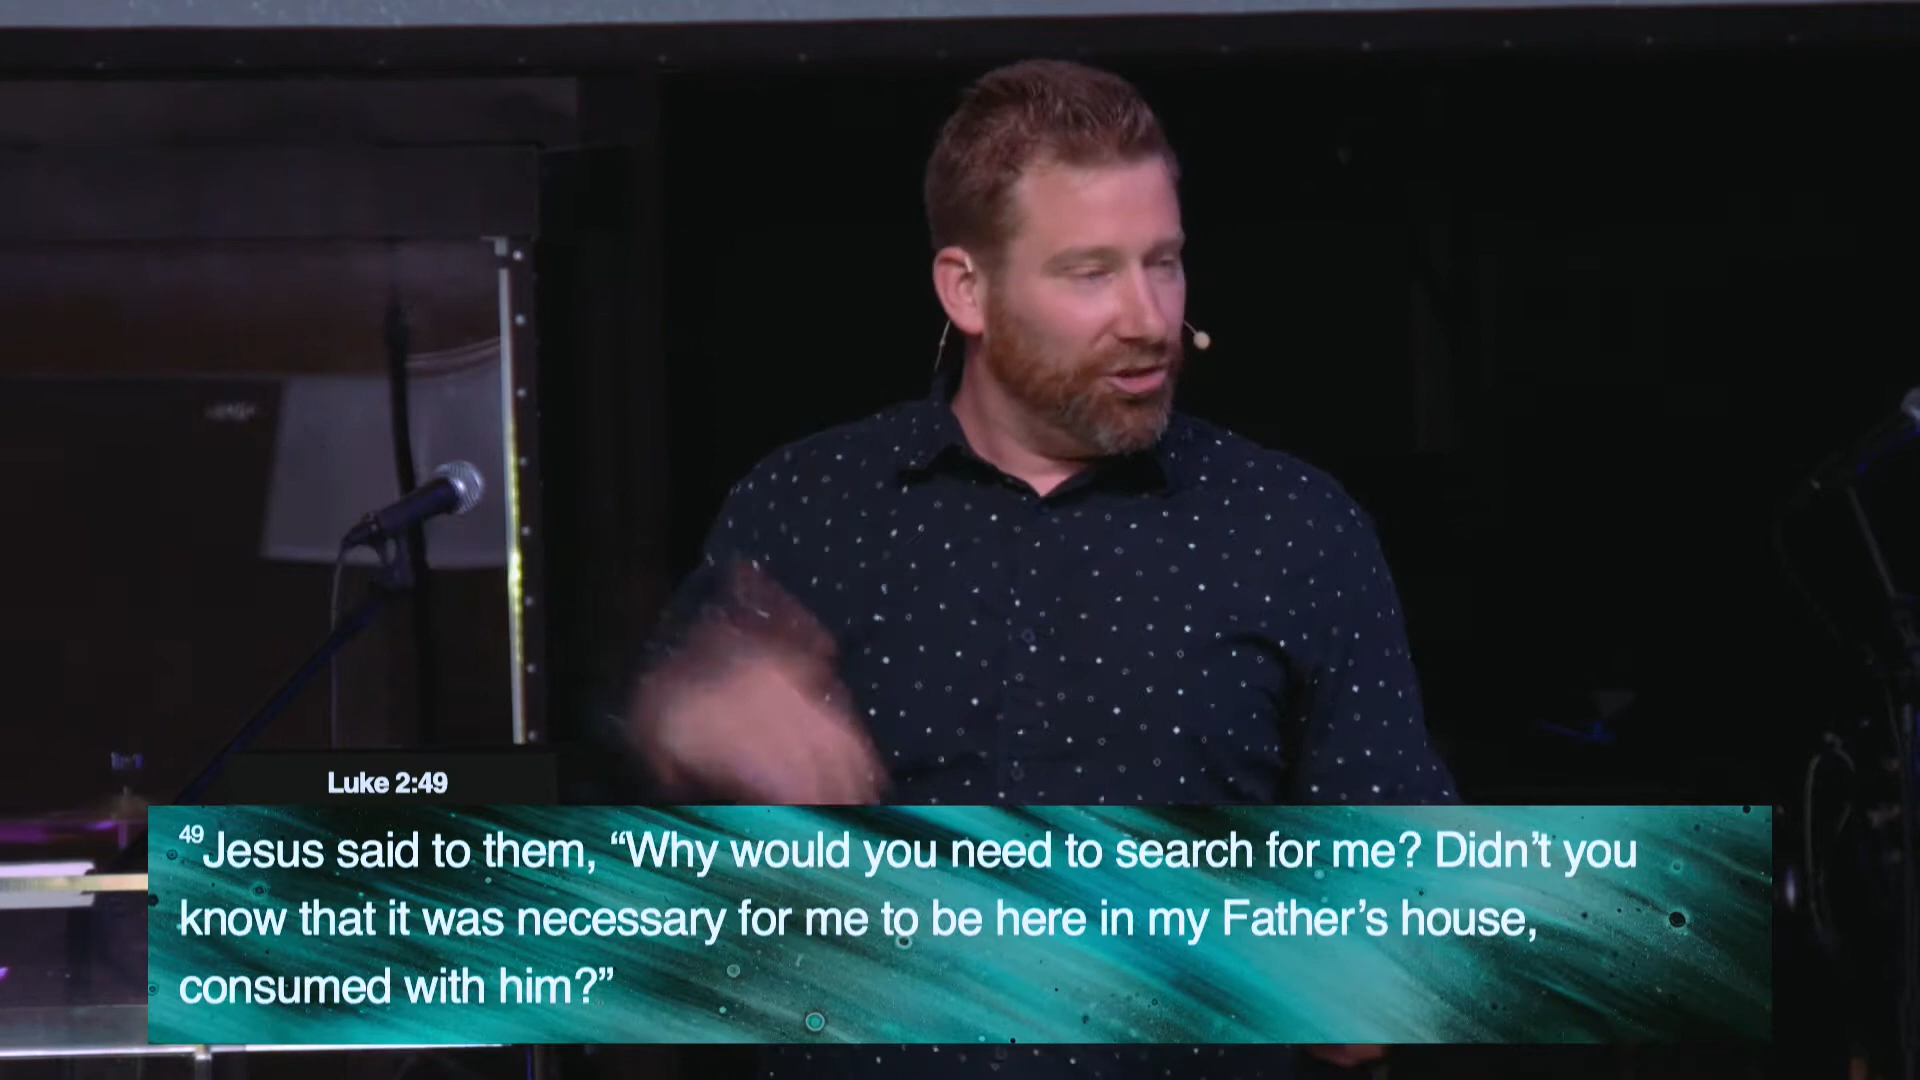 Luke 2:49
49Jesus said to them, “Why would you need to search for me? Didn’t you
know that it was necessary for me to be here in my Father’s house,
consumed with him?”